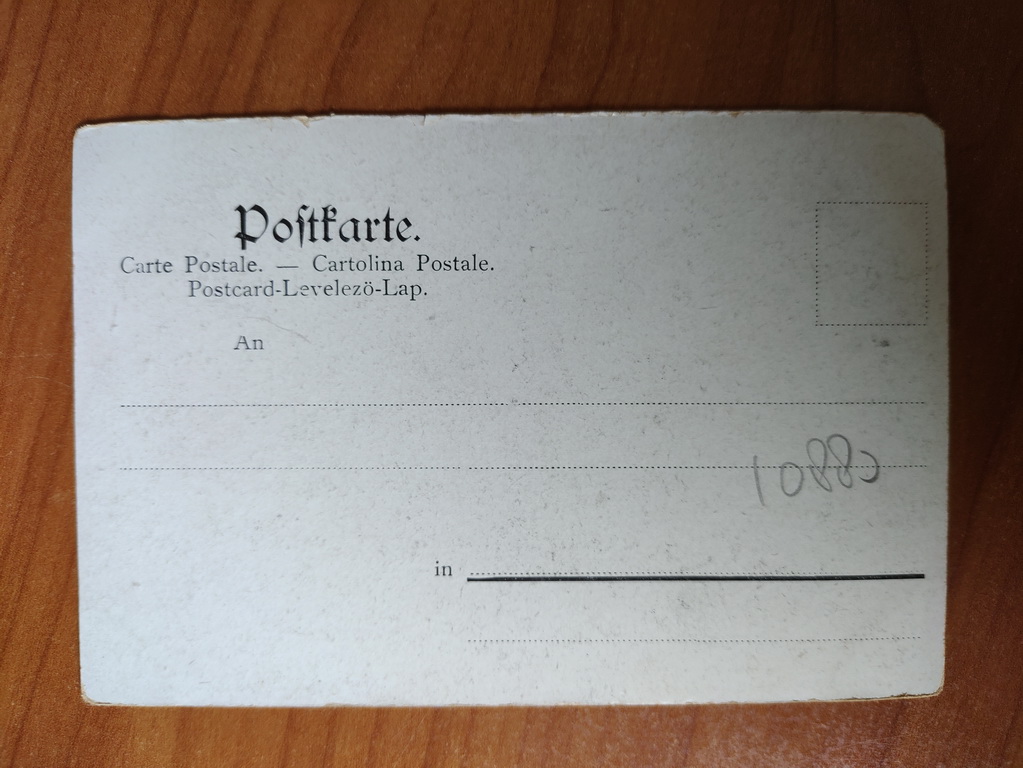 Poſtkarte.
Carte Postale. — Cartolina Postale.
Postcard-Levelezö-Lap.
An
10880
in